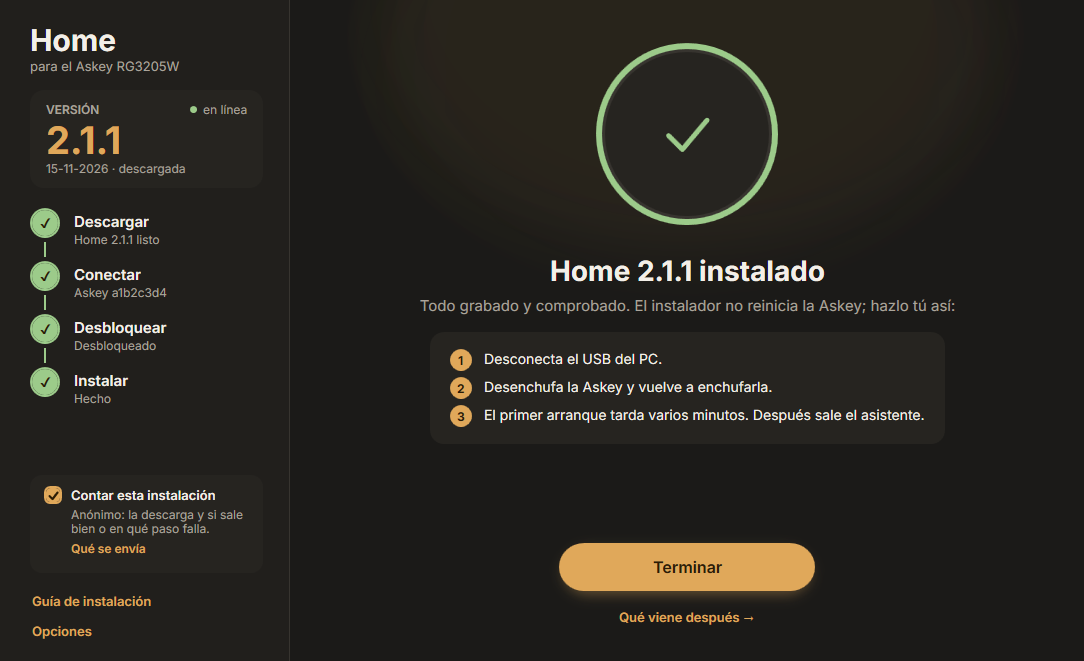 Home
para el Askey RG3205W
VERSIÓN
en línea
2.1.1
15-11-2026 · descargada
Descargar
Home 2.1.1 listo
Conectar
Askey a1b2c3d4
Desbloquear
Desbloqueado
Instalar
Hecho
Contar esta instalación
Anónimo: la descarga y si sale
bien o en qué paso falla.
Qué se envía
Guía de instalación
Opciones
Home 2.1.1 instalado
Todo grabado y comprobado. El instalador no reinicia la Askey; hazlo tú así:
1 Desconecta el USB del PC.
2 Desenchufa la Askey y vuelve a enchufarla.
3 El primer arranque tarda varios minutos. Después sale el asistente.
Terminar
Qué viene después →